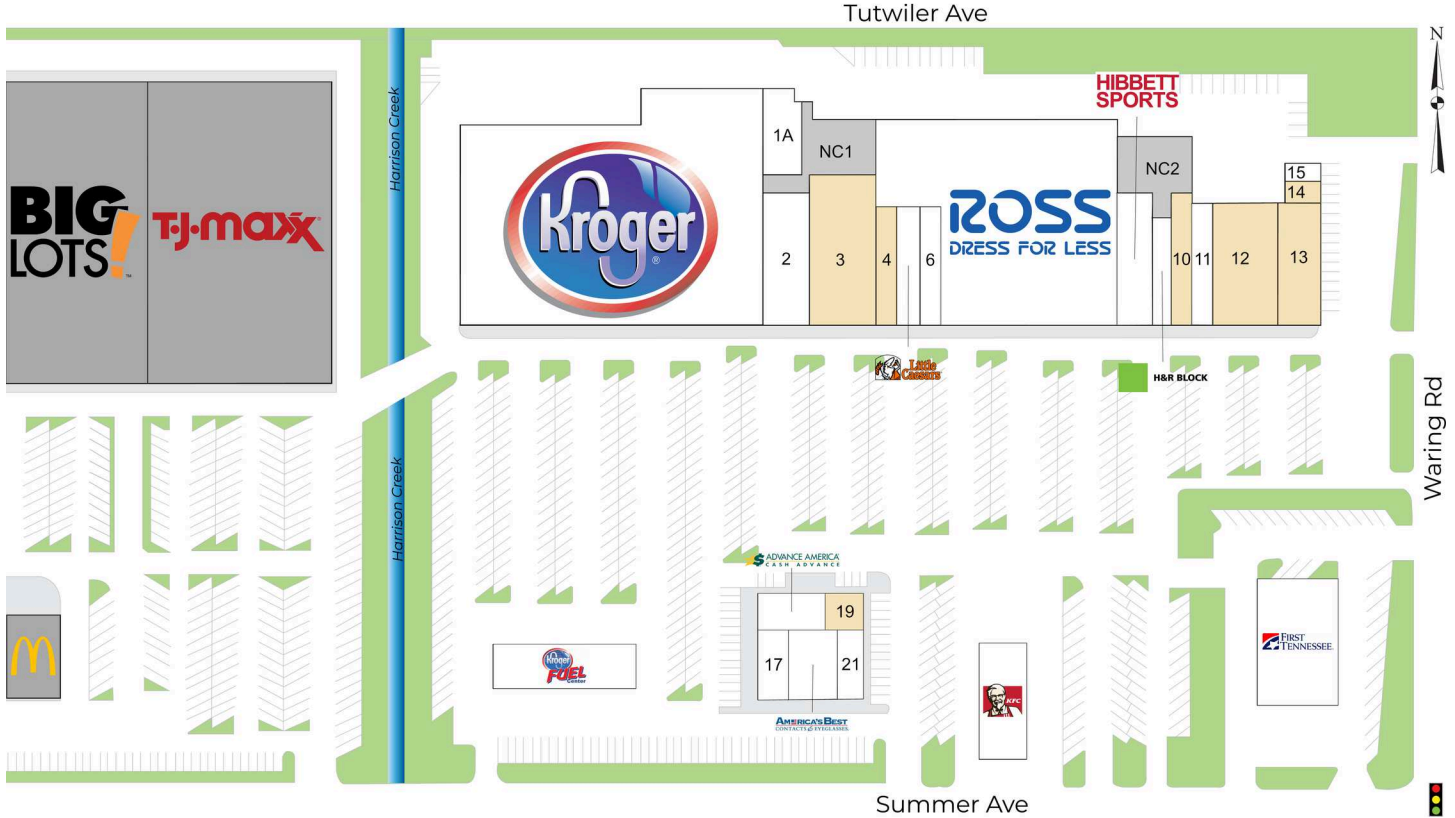 Tutwiler Ave
N
Harrison Creek
HIBBETT
SPORTS
1A
NC1
NC2
15
14
BIG
LOTS!
T·J·maxx
Kroger
ROSS
DRESS FOR LESS
2
3
4
6
10
11
12
13
Little
Caesars
H&R BLOCK
Waring Rd
Harrison Creek
ADVANCE AMERICA
CASH ADVANCE
19
Kroger
FUEL
Center
17
21
FIRST
TENNESSEE.
KFC
AMERICA'S BEST
CONTACTS & EYEGLASSES
Summer Ave